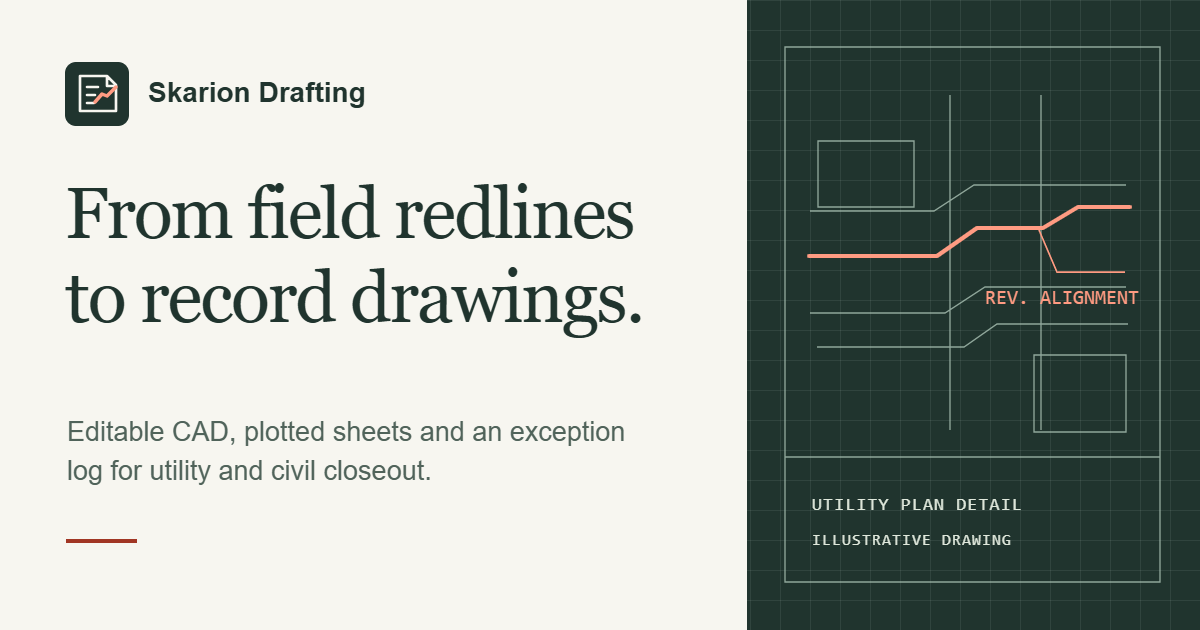 Skarion Drafting
From field redlines
to record drawings.
Editable CAD, plotted sheets and an exception
log for utility and civil closeout.
REV. ALIGNMENT
UTILITY PLAN DETAIL
ILLUSTRATIVE DRAWING